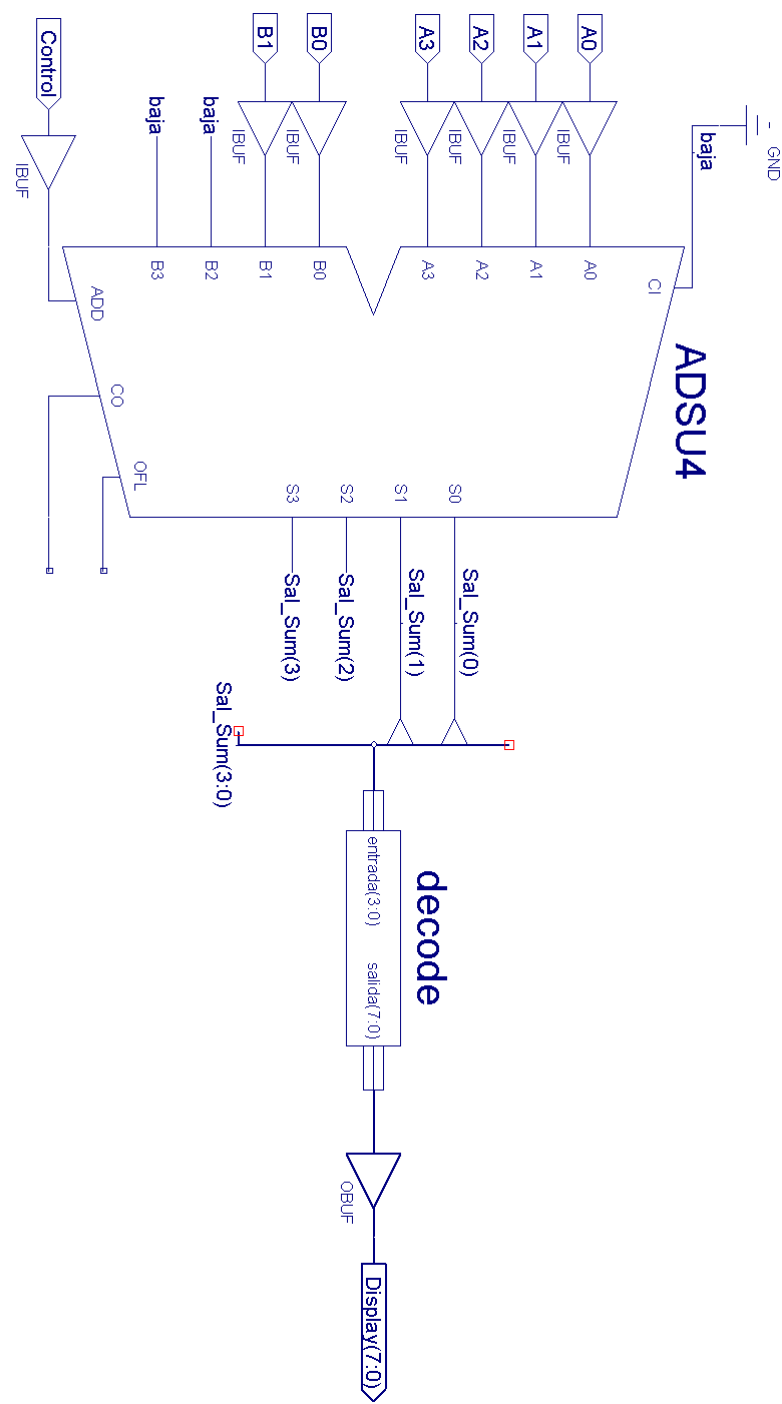 GND
baja
A0
IBUF
A1
IBUF
A2
IBUF
A3
IBUF
B0
IBUF
B1
IBUF
baja
baja
Control
IBUF
ADSU4
CI
A0
A1
A2
A3
B0
B1
B2
B3
ADD
CO
OFL
S0
S1
S2
S3
Sal_Sum(0)
Sal_Sum(1)
Sal_Sum(2)
Sal_Sum(3)
Sal_Sum(3:0)
decode
entrada(3:0)
salida(7:0)
OBUF
Display(7:0)